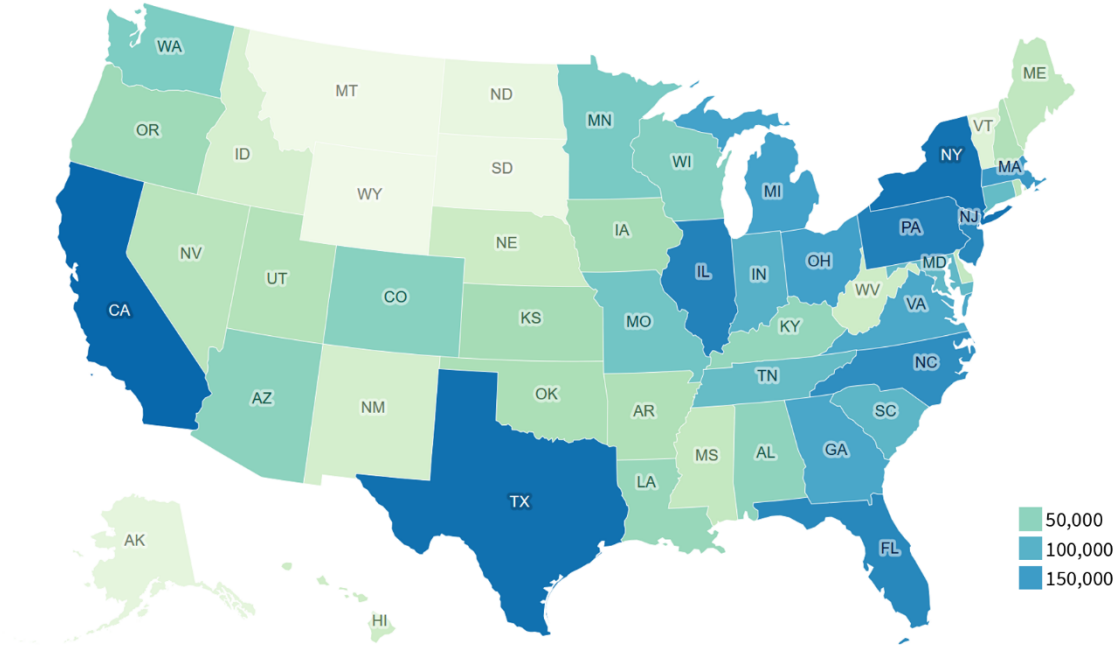 WA
MT
ND
ME
MN
VT
OR
ID
SD
WI
NY
MA
MI
WY
NV
NE
IA
PA
NJ
UT
CO
IL
IN
OH
MD
WV
VA
CA
KS
MO
KY
NC
TN
AZ
NM
OK
AR
SC
MS
AL
GA
LA
TX
AK
FL
HI
50,000
100,000
150,000